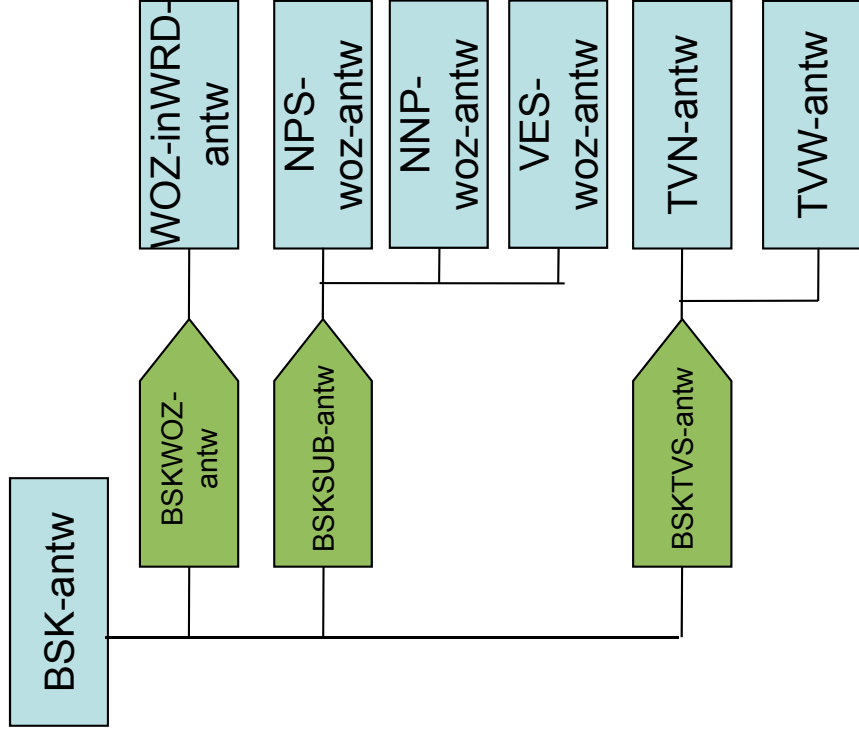 BSK-antw
BSKWOZ-
antw
WOZ-inWRD-
antw
BSKSUB-antw
NPS-
woz-antw
NNP-
woz-antw
VES-
woz-antw
BSKTVS-antw
TVN-antw
TVW-antw